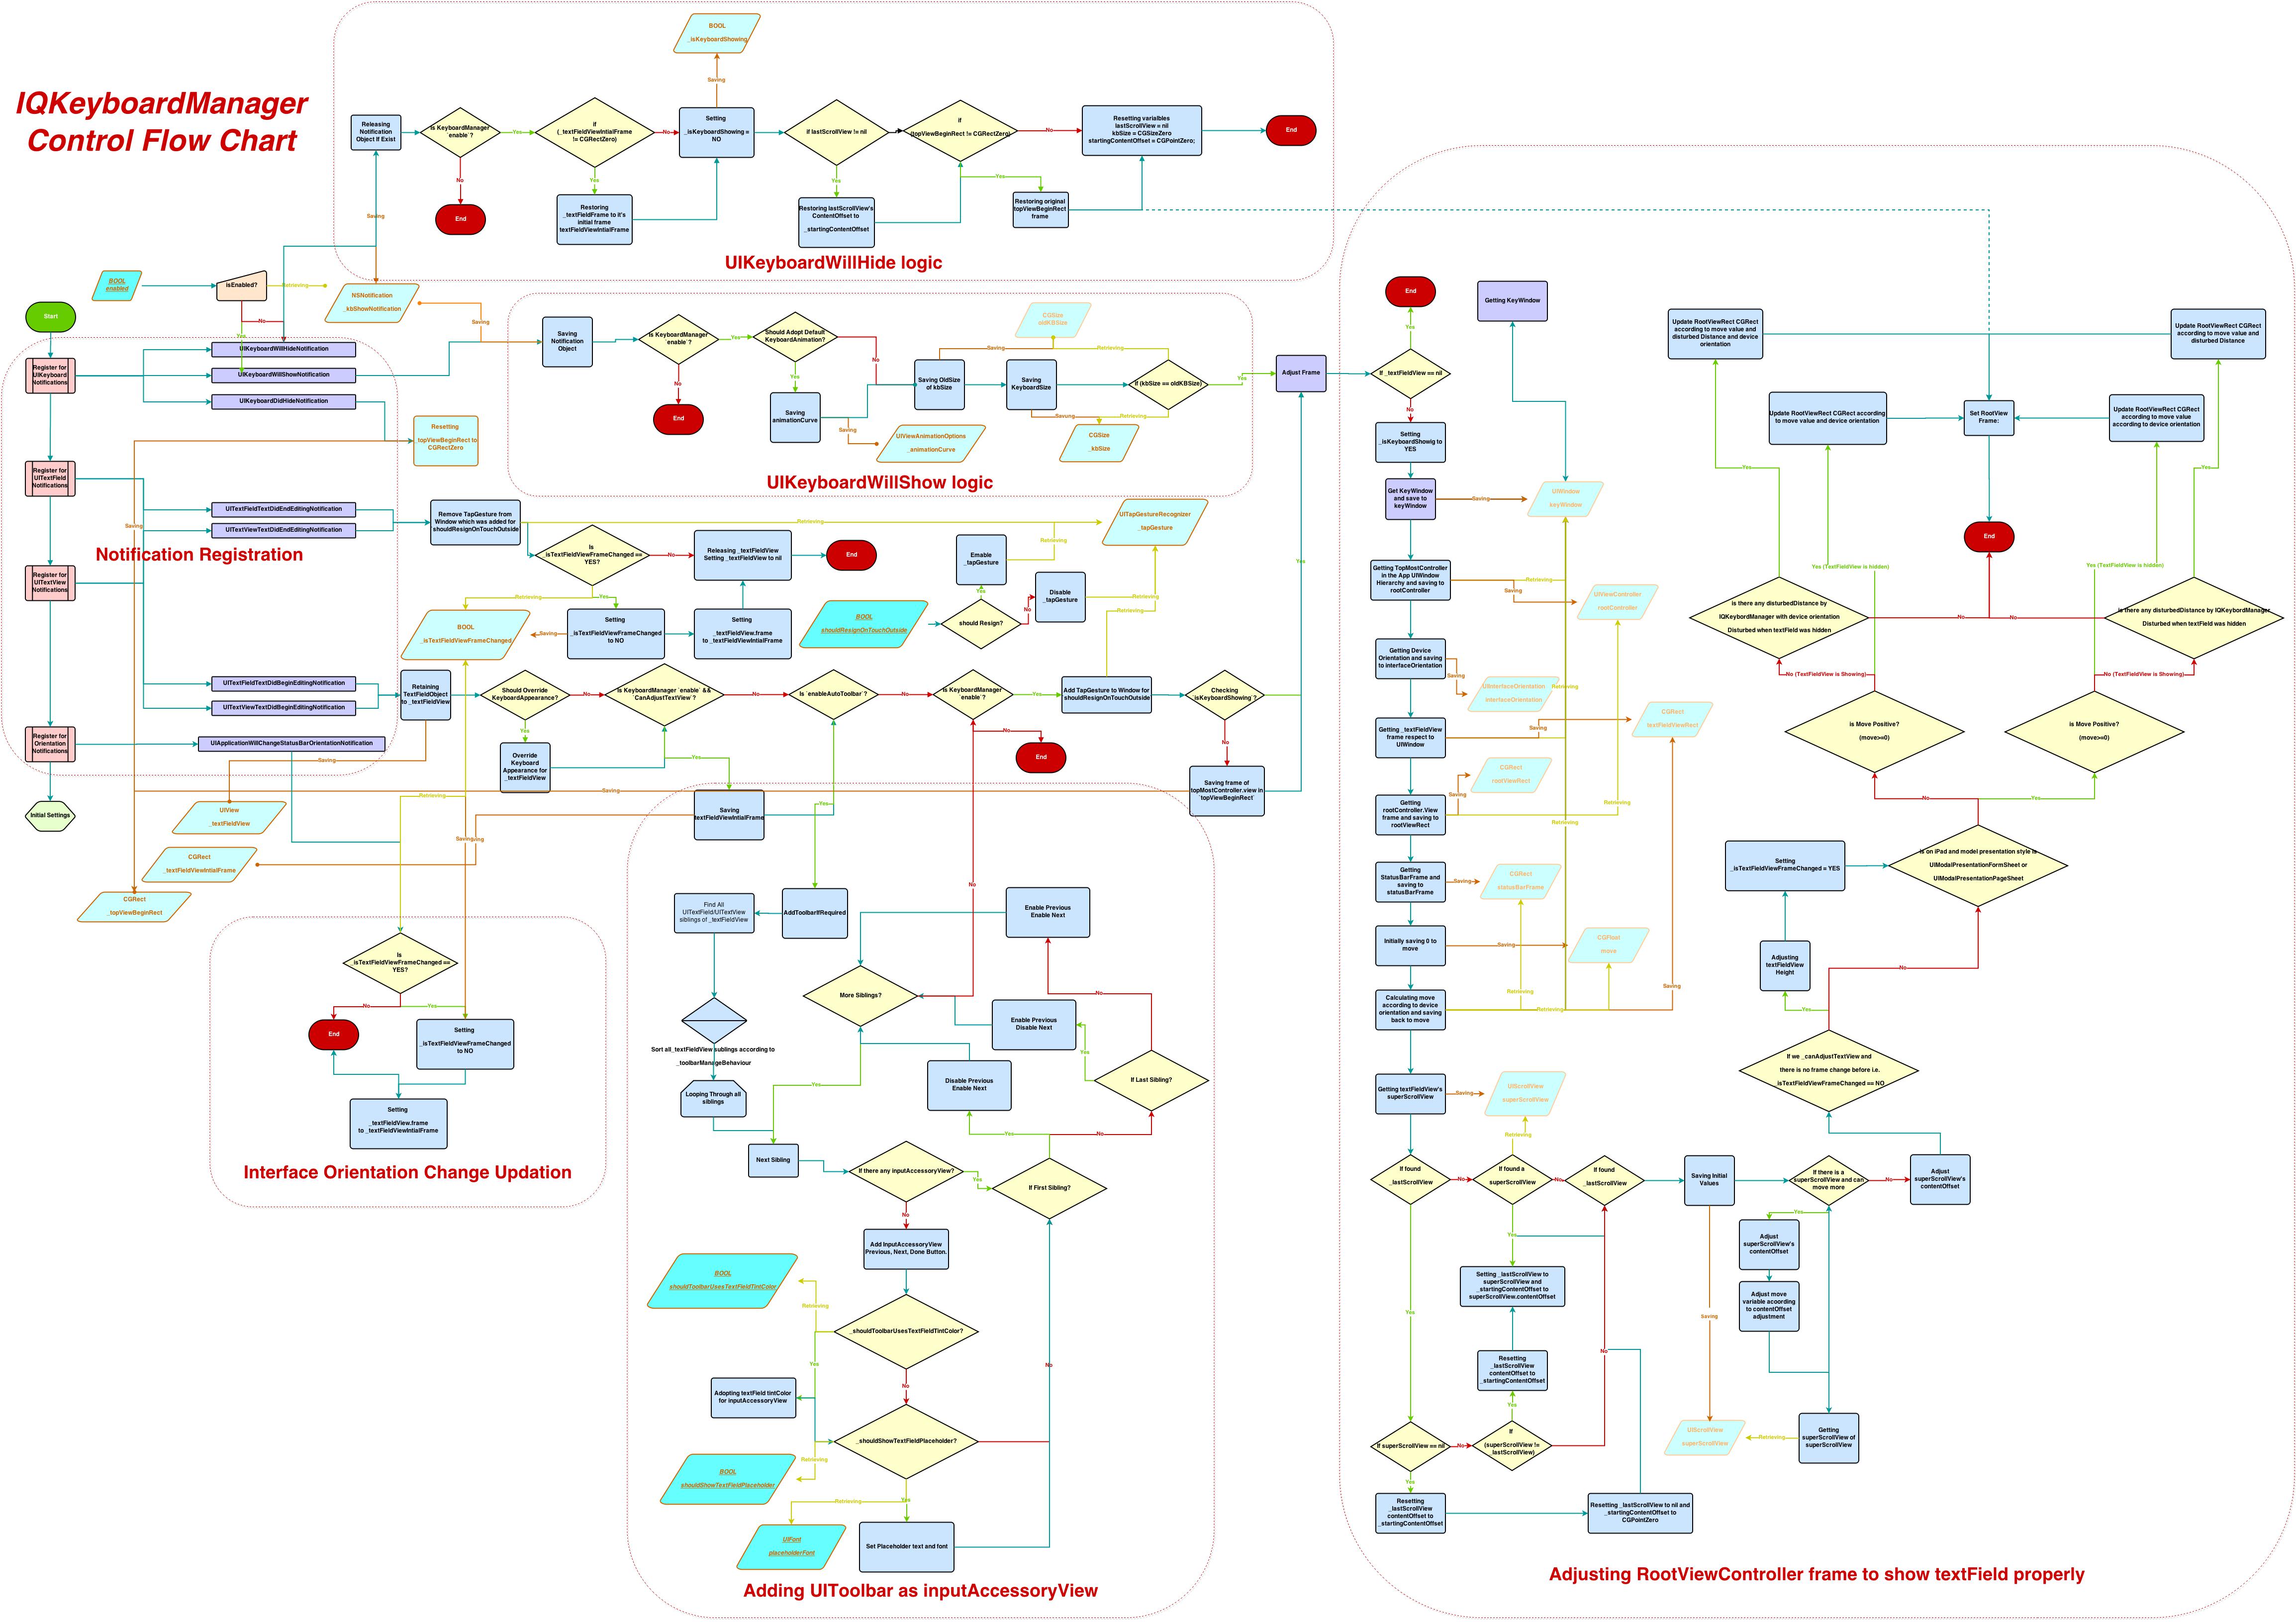 IQKeyboardManager
Control Flow Chart
BOOL
_isKeyboardShowing
Saving
Releasing
Notification
Object If Exist
Is KeyboardManager
`enable`?
Yes
No
End
if
(_textFieldViewIntialFrame
!= CGRectZero)
No
Yes
Restoring
_textFieldFrame to it's
initial frame
textFieldViewIntialFrame
Setting
_isKeyboardShowing =
NO
if lastScrollView != nil
Yes
Restoring lastScrollView's
ContentOffset to
_startingContentOffset
if
(topViewBeginRect != CGRectZero)
No
Yes
Restoring original
topViewBeginRect
frame
Resetting varialbles
lastScrollView = nil
kbSize = CGSizeZero
startingContentOffset = CGPointZero;
End
UIKeyboardWillHide logic
Saving
BOOL
enabled
isEnabled?
Retrieving
No
Yes
NSNotification
_kbShowNotification
Saving
Start
Register for
UIKeyboard
Notifications
UIKeyboardWillHideNotification
UIKeyboardWillShowNotification
UIKeyboardDidHideNotification
Resetting
_topViewBeginRect to
CGRectZero
Register for
UITextField
Notifications
UITextFieldTextDidEndEditingNotification
UITextViewTextDidEndEditingNotification
Saving
Notification Registration
Register for
UITextView
Notifications
UITextFieldTextDidBeginEditingNotification
UITextViewTextDidBeginEditingNotification
Register for
Orientation
Notifications
UIApplicationWillChangeStatusBarOrientationNotification
Initial Settings
Saving
UIView
_textFieldView
CGRect
_textFieldViewIntialFrame
CGRect
_topViewBeginRect
Saving
Notification
Object
Is KeyboardManager
`enable`?
Yes
No
End
Should Adopt Default
KeyboardAnimation?
No
Yes
Saving
animationCurve
Saving
UIViewAnimationOptions
_animationCurve
Saving OldSize
of kbSize
Saving
CGSize
oldKBSize
Retrieving
Saving
KeyboardSize
Saving
Retrieving
CGSize
_kbSize
If (kbSize == oldKBSize)
Yes
UIKeyboardWillShow logic
Adjust Frame
Remove TapGesture from
Window which was added for
shouldResignOnTouchOutside
Retrieving
UITapGestureRecognizer
_tapGesture
Is
isTextFieldViewFrameChanged ==
YES?
No
Releasing _textFieldView
Setting _textFieldView to nil
End
Retrieving
Yes
BOOL
_isTextFieldViewFrameChanged
Saving
Setting
_isTextFieldViewFrameChanged
to NO
Setting
_textFieldView.frame
to _textFieldViewIntialFrame
BOOL
shouldResignOnTouchOutside
should Resign?
Yes
Emable
_tapGesture
Retrieving
No
Disable
_tapGesture
Retrieving
Retrieving
Yes
Retaining
TextFieldObject
to _textFieldView
Should Override
KeyboardAppearance?
No
Yes
Override
Keyboard
Appearance for
_textFieldView
Is KeyboardManager `enable` &&
`CanAdjustTextView`?
No
Yes
Is `enableAutoToolbar`?
No
Yes
Is KeyboardManager
`enable`?
Yes
No
End
Add TapGesture to Window for
shouldResignOnTouchOutside
Checking
`isKeyboardShowing`?
No
Saving frame of
topMostController.view in
`topViewBeginRect`
Saving
Saving
textFieldViewIntialFrame
Retrieving
Saving
Is
isTextFieldViewFrameChanged ==
YES?
No
Yes
End
Setting
_isTextFieldViewFrameChanged
to NO
Setting
_textFieldView.frame
to _textFieldViewIntialFrame
Interface Orientation Change Updation
Find All
UITextField/UITextView
siblings of _textFieldView
AddToolbarIfRequired
Sort all_textFieldView sublings according to
_toolbarManageBehaviour
Looping Through all
siblings
Next Sibling
Yes
More Siblings?
No
Enable Previous
Enable Next
Enable Previous
Disable Next
Disable Previous
Enable Next
No
Yes
If Last Sibling?
Yes
No
If there any inputAccessoryView?
Yes
If First Sibling?
No
Add InputAccessoryView
Previous, Next, Done Button.
BOOL
shouldToolbarUsesTextFieldTintColor
Retrieving
_shouldToolbarUsesTextFieldTintColor?
Yes
No
Adopting textField tintColor
for inputAccessoryView
_shouldShowTextFieldPlaceholder?
No
Retrieving
BOOL
shouldShowTextFieldPlaceholder
Retrieving
Yes
UIFont
placeholderFont
Set Placeholder text and font
Adding UIToolbar as inputAccessoryView
End
Yes
If _textFieldView == nil
No
Setting
_isKeyboardShowig to
YES
Getting KeyWindow
Get KeyWindow
and save to
keyWindow
Saving
UIWindow
keyWindow
Getting TopMostController
in the App UIWindow
Hierarchy and saving to
rootController
Retrieving
Saving
UIViewController
rootController
Getting Device
Orientation and saving
to interfaceOrientation
Saving
UIInterfaceOrientation
interfaceOrientation
Retrieving
Getting _textFieldView
frame respect to
UIWindow
Saving
CGRect
textFieldViewRect
CGRect
rootViewRect
Saving
Getting
rootController.View
frame and saving to
rootViewRect
Retrieving
Retrieving
Getting
StatusBarFrame and
saving to
statusBarFrame
Saving
CGRect
statusBarFrame
Initially saving 0 to
move
Saving
CGFloat
move
Calculating move
according to device
orientation and saving
back to move
Retrieving
Retrieving
Saving
Getting textFieldView's
superScrollView
Saving
UIScrollView
superScrollView
Retrieving
If found
_lastScrollView
No
If found a
superScrollView
No
If found
_lastScrollView
Yes
Yes
Setting _lastScrollView to
superScrollView and
_startingContentOffset to
superScrollView.contentOffset
Resetting
_lastScrollView
contentOffset to
_startingContentOffset
Yes
No
If superScrollView == nil
No
If
(superScrollView !=
lastScrollView)
Yes
Resetting
_lastScrollView
contentOffset to
_startingContentOffset
Resetting _lastScrollView to nil and
_startingContentOffset to
CGPointZero
Saving Initial
Values
Saving
UIScrollView
superScrollView
If there is a
superScrollView and can
move more
No
Adjust
superScrollView's
contentOffset
Yes
Adjust
superScrollView's
contentOffset
Adjust move
variable acoording
to contentOffset
adjustment
Getting
superScrollView of
superScrollView
Retrieving
If we _canAdjustTextView and
there is no frame change before i.e.
isTextFieldViewFrameChanged == NO
Yes
No
Adjusting
textFieldView
Height
Setting
_isTextFieldViewFrameChanged = YES
is on iPad and model presentation style is
UIModalPresentationFormSheet or
UIModalPresentationPageSheet
No
Yes
is Move Positive?
(move>=0)
is Move Positive?
(move>=0)
No (TextFieldView is Showing)
No (TextFieldView is Showing)
Yes (TextFieldView is hidden)
Yes (TextFieldView is hidden)
is there any disturbedDistance by
IQKeybordManager with device orientation
Disturbed when textField was hidden
is there any disturbedDistance by IQKeybordManager
Disturbed when textField was hidden
No
No
End
Yes
Yes
Update RootViewRect CGRect
according to move value and
disturbed Distance and device
orientation
Update RootViewRect CGRect
according to move value and
disturbed Distance
Update RootViewRect CGRect according
to move value and device orientation
Set RootView
Frame:
Update RootViewRect CGRect
according to move value
according to device orientation
Adjusting RootViewController frame to show textField properly